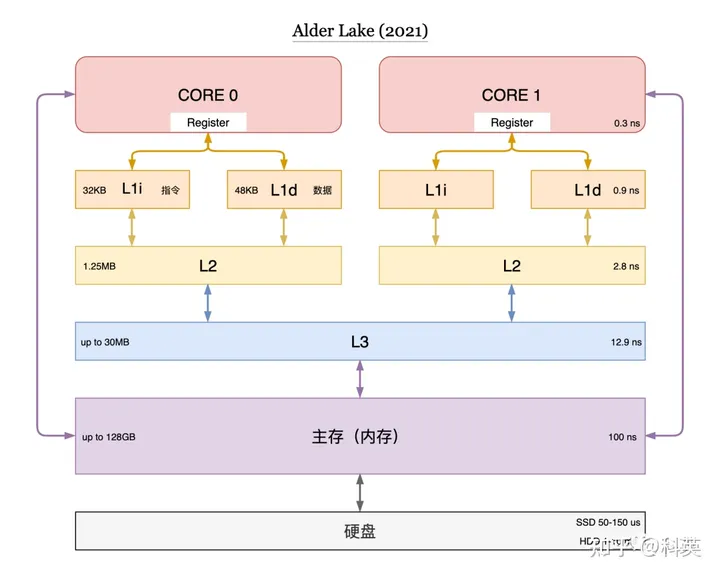 Alder Lake (2021)
CORE 0
Register
CORE 1
Register
0.3 ns
32KB L1i 指令
48KB L1d 数据
L1i
L1d 0.9 ns
1.25MB L2
L2 2.8 ns
up to 30MB L3 12.9 ns
up to 128GB 主存（内存） 100 ns
硬盘
SSD 50-150 us
HDD
知乎 @科英